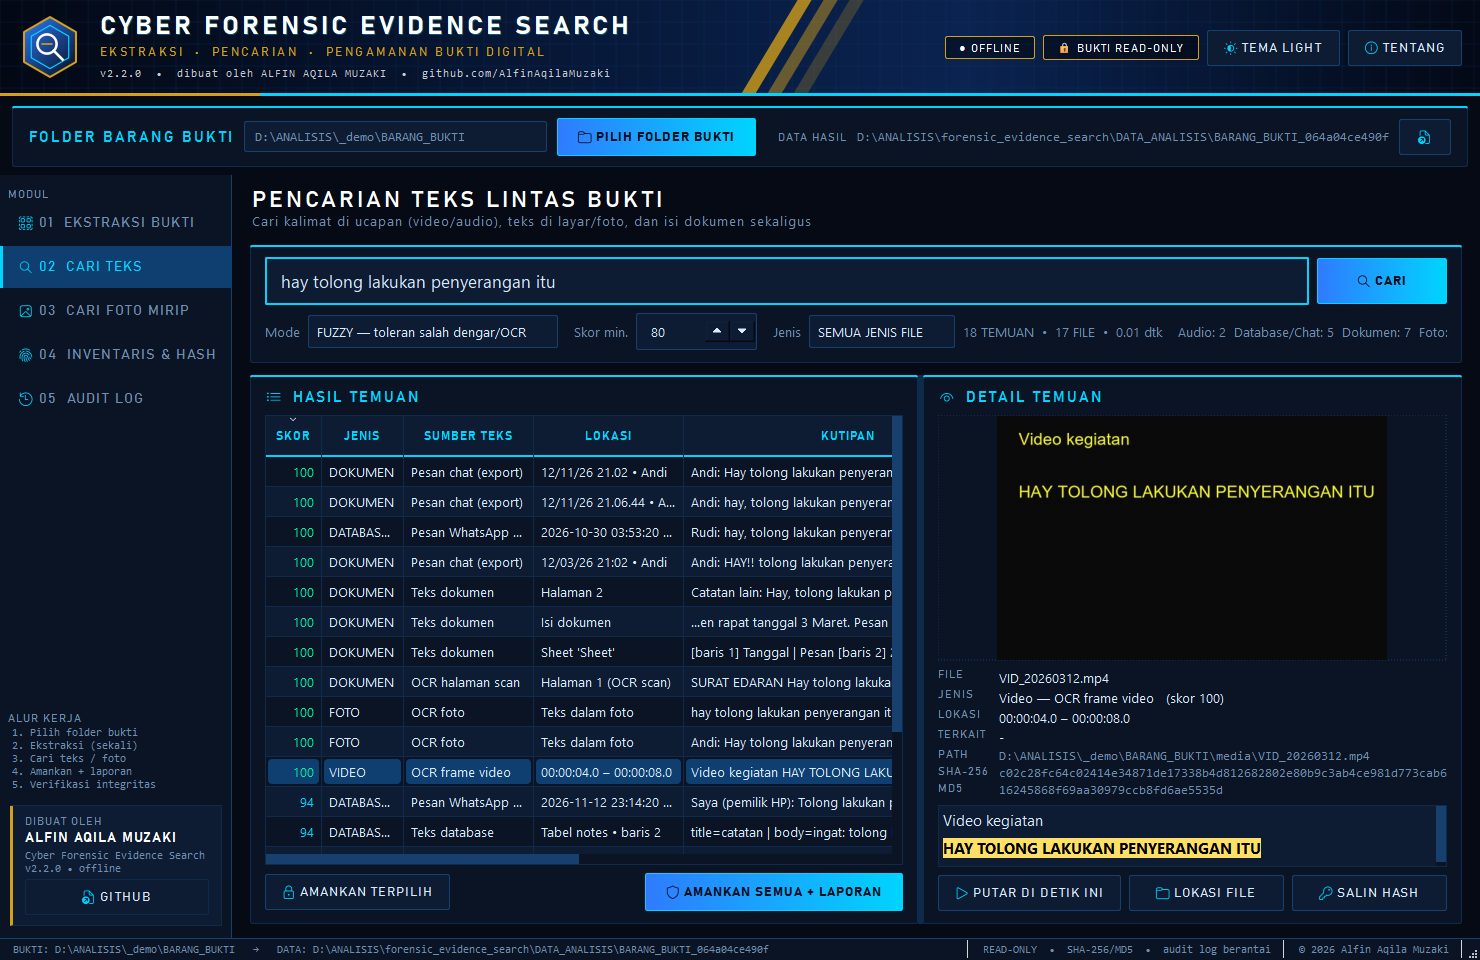 CYBER FORENSIC EVIDENCE SEARCH
EKSTRAKSI • PENCARIAN • PENGAMANAN BUKTI DIGITAL
v2.2.0 • dibuat oleh ALFIN AQILA MUZAKI • github.com/AlfinAqilaMuzaki
● OFFLINE
BUKTI READ-ONLY
TEMA LIGHT
TENTANG
FOLDER BARANG BUKTI
D:\ANALISIS\_demo\BARANG_BUKTI
PILIH FOLDER BUKTI
DATA HASIL D:\ANALISIS\forensic_evidence_search\DATA_ANALISIS\BARANG_BUKTI_064a04ce490f
MODUL
01 EKSTRAKSI BUKTI
02 CARI TEKS
03 CARI FOTO MIRIP
04 INVENTARIS & HASH
05 AUDIT LOG
ALUR KERJA
1. Pilih folder bukti
2. Ekstraksi (sekali)
3. Cari teks / foto
4. Amankan + laporan
5. Verifikasi integritas
DIBUAT OLEH
ALFIN AQILA MUZAKI
Cyber Forensic Evidence Search
v2.2.0 • offline
GITHUB
PENCARIAN TEKS LINTAS BUKTI
Cari kalimat di ucapan (video/audio), teks di layar/foto, dan isi dokumen sekaligus
hay tolong lakukan penyerangan itu
CARI
Mode FUZZY — toleran salah dengar/OCR Skor min. 80 Jenis SEMUA JENIS FILE 18 TEMUAN • 17 FILE • 0.01 dtk Audio: 2 Database/Chat: 5 Dokumen: 7 Foto:
HASIL TEMUAN
SKOR JENIS SUMBER TEKS LOKASI KUTIPAN
100 DOKUMEN Pesan chat (export) 12/11/26 21.02 • Andi Andi: Hay tolong lakukan penyeran
100 DOKUMEN Pesan chat (export) 12/11/26 21.06.44 • A... Andi: hay, tolong lakukan penyerar
100 DATABAS... Pesan WhatsApp ... 2026-10-30 03:53:20 ... Rudi: hay, tolong lakukan penyerar
100 DOKUMEN Pesan chat (export) 12/03/26 21:02 • Andi Andi: HAY!! tolong lakukan penyera
100 DOKUMEN Teks dokumen Halaman 2 Catatan lain: Hay, tolong lakukan p
100 DOKUMEN Teks dokumen Isi dokumen ...en rapat tanggal 3 Maret. Pesan
100 DOKUMEN Teks dokumen Sheet 'Sheet' [baris 1] Tanggal | Pesan [baris 2] 2
100 DOKUMEN OCR halaman scan Halaman 1 (OCR scan) SURAT EDARAN Hay tolong lakuka
100 FOTO OCR foto Teks dalam foto hay tolong lakukan penyerangan it
100 FOTO OCR foto Teks dalam foto Andi: Hay tolong lakukan penyeran
100 VIDEO OCR frame video 00:00:04.0 – 00:00:08.0 Video kegiatan HAY TOLONG LAKU
94 DATABAS... Pesan WhatsApp ... 2026-11-12 23:14:20 ... Saya (pemilik HP): Tolong lakukan p
94 DATABAS... Teks database Tabel notes • baris 2 title=catatan | body=ingat: tolong
AMANKAN TERPILIH
AMANKAN SEMUA + LAPORAN
DETAIL TEMUAN
Video kegiatan
HAY TOLONG LAKUKAN PENYERANGAN ITU
FILE VID_20260312.mp4
JENIS Video — OCR frame video (skor 100)
LOKASI 00:00:04.0 – 00:00:08.0
TERKAIT -
PATH D:\ANALISIS\_demo\BARANG_BUKTI\media\VID_20260312.mp4
SHA-256 c02c28fc64c02414e34871de17338b4d812682802e80b9c3ab4ce981d773cab6
MD5 16245868f69aa30979ccb8fd6ae5535d
Video kegiatan
HAY TOLONG LAKUKAN PENYERANGAN ITU
PUTAR DI DETIK INI
LOKASI FILE
SALIN HASH
BUKTI: D:\ANALISIS\_demo\BARANG_BUKTI → DATA: D:\ANALISIS\forensic_evidence_search\DATA_ANALISIS\BARANG_BUKTI_064a04ce490f
READ-ONLY • SHA-256/MD5 • audit log berantai
© 2026 Alfin Aqila Muzaki